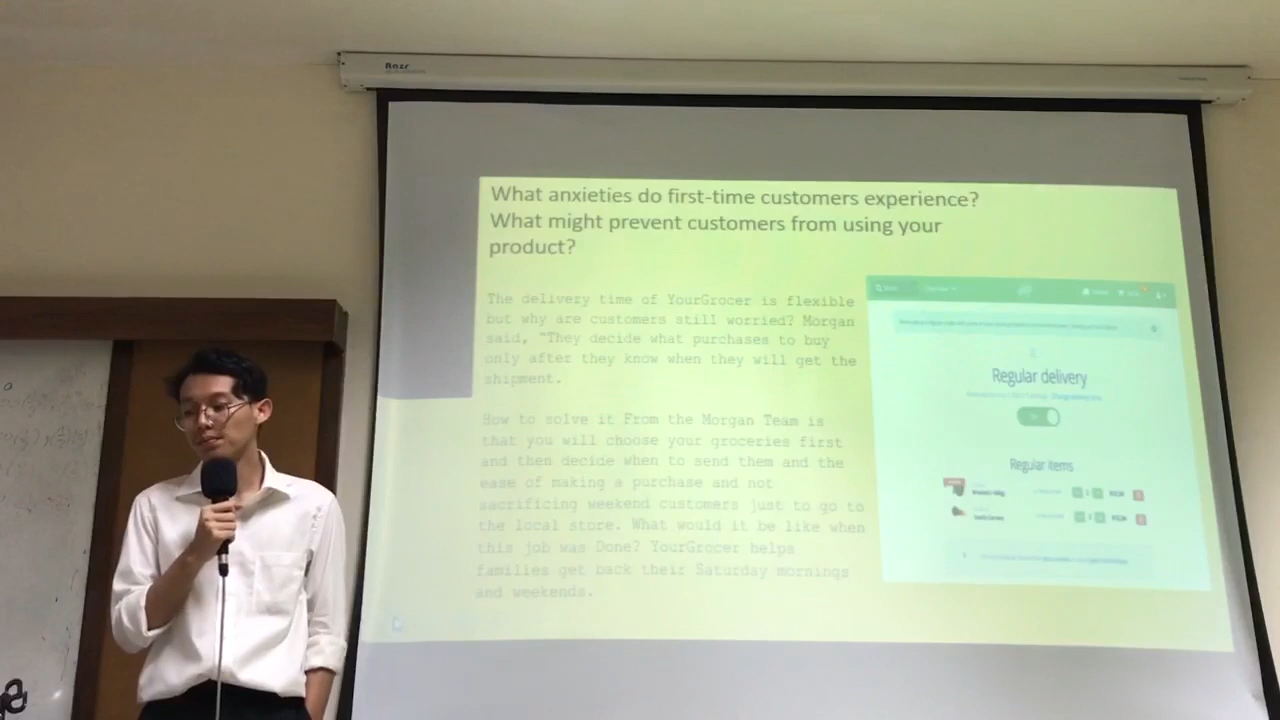 What anxieties do first-time customers experience?
What might prevent customers from using your
product?
The delivery time of YourGrocer is flexible
but why are customers still worried? Morgan
said, "They decide what purchases to buy
only after they know when they will get the
shipment.
How to solve it From the Morgan Team is
that you will choose your groceries first
and then decide when to send them and the
ease of making a purchase and not
sacrificing weekend customers just to go to
the local store. What would it be like when
this job was Done? YourGrocer helps
families get back their Saturday mornings
and weekends.
Regular delivery
Regular items